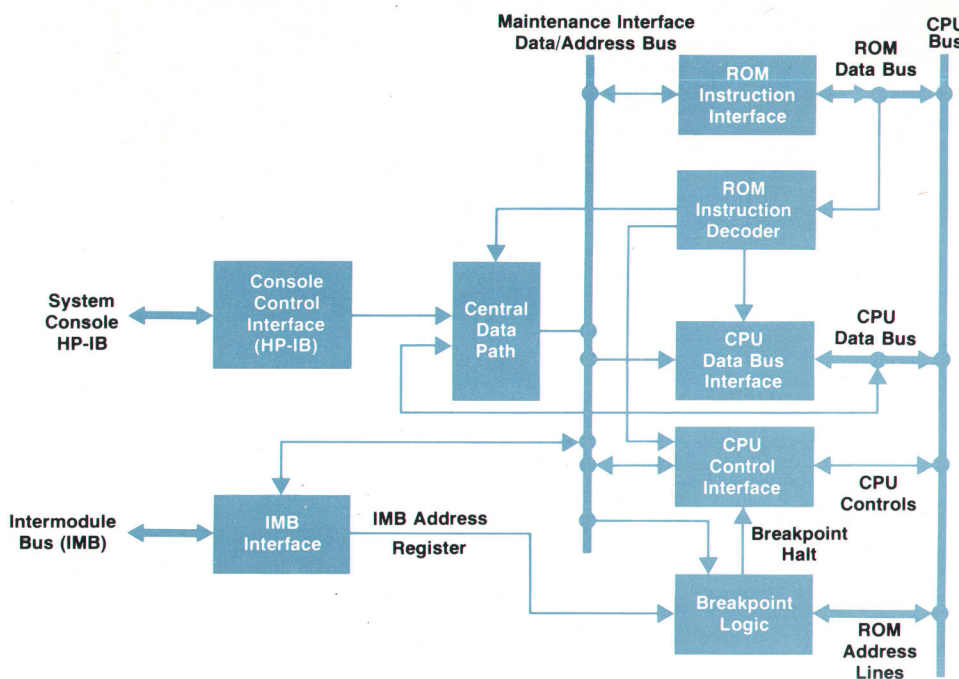 Maintenance Interface
Data/Address Bus
CPU
Bus
ROM
Data Bus
ROM
Instruction
Interface
ROM
Instruction
Decoder
System
Console
HP-IB
Console
Control
Interface
(HP-IB)
Central
Data
Path
CPU
Data Bus
Interface
CPU
Data Bus
CPU
Control
Interface
CPU
Controls
Intermodule
Bus (IMB)
IMB
Interface
IMB Address
Register
Breakpoint
Halt
Breakpoint
Logic
ROM
Address
Lines